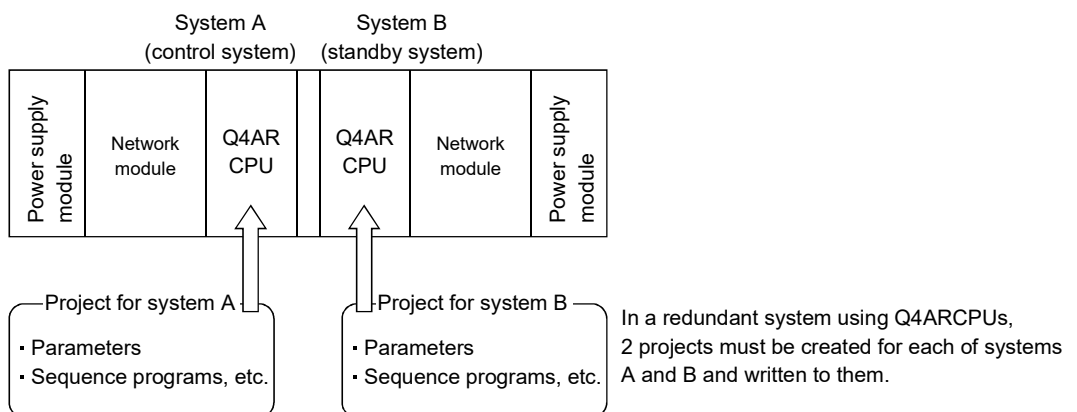 System A
(control system)
System B
(standby system)
Power supply
module
Network
module
Q4AR
CPU
Q4AR
CPU
Network
module
Power supply
module
Project for system A
· Parameters
· Sequence programs, etc.
Project for system B
· Parameters
· Sequence programs, etc.
In a redundant system using Q4ARCPUs,
2 projects must be created for each of systems
A and B and written to them.